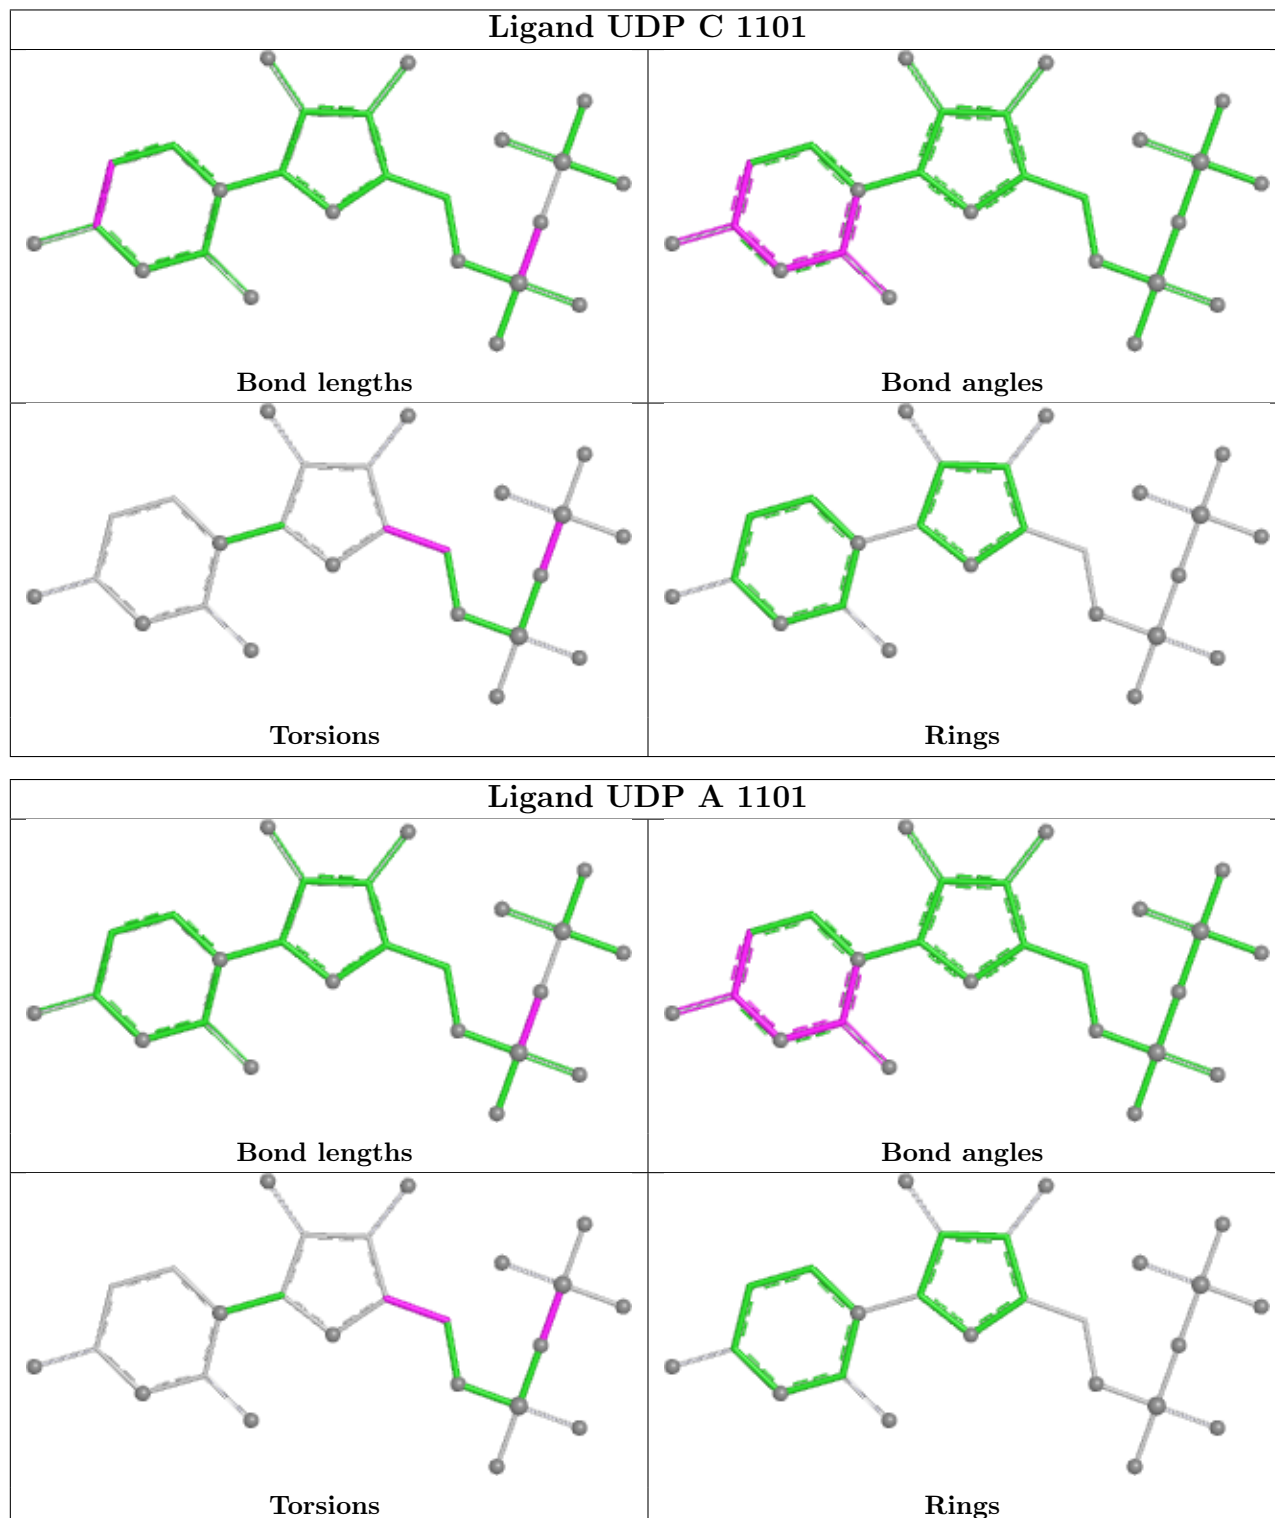 Ligand UDP C 1101
Bond lengths
Bond angles
Torsions
Rings
Ligand UDP A 1101
Bond lengths
Bond angles
Torsions
Rings